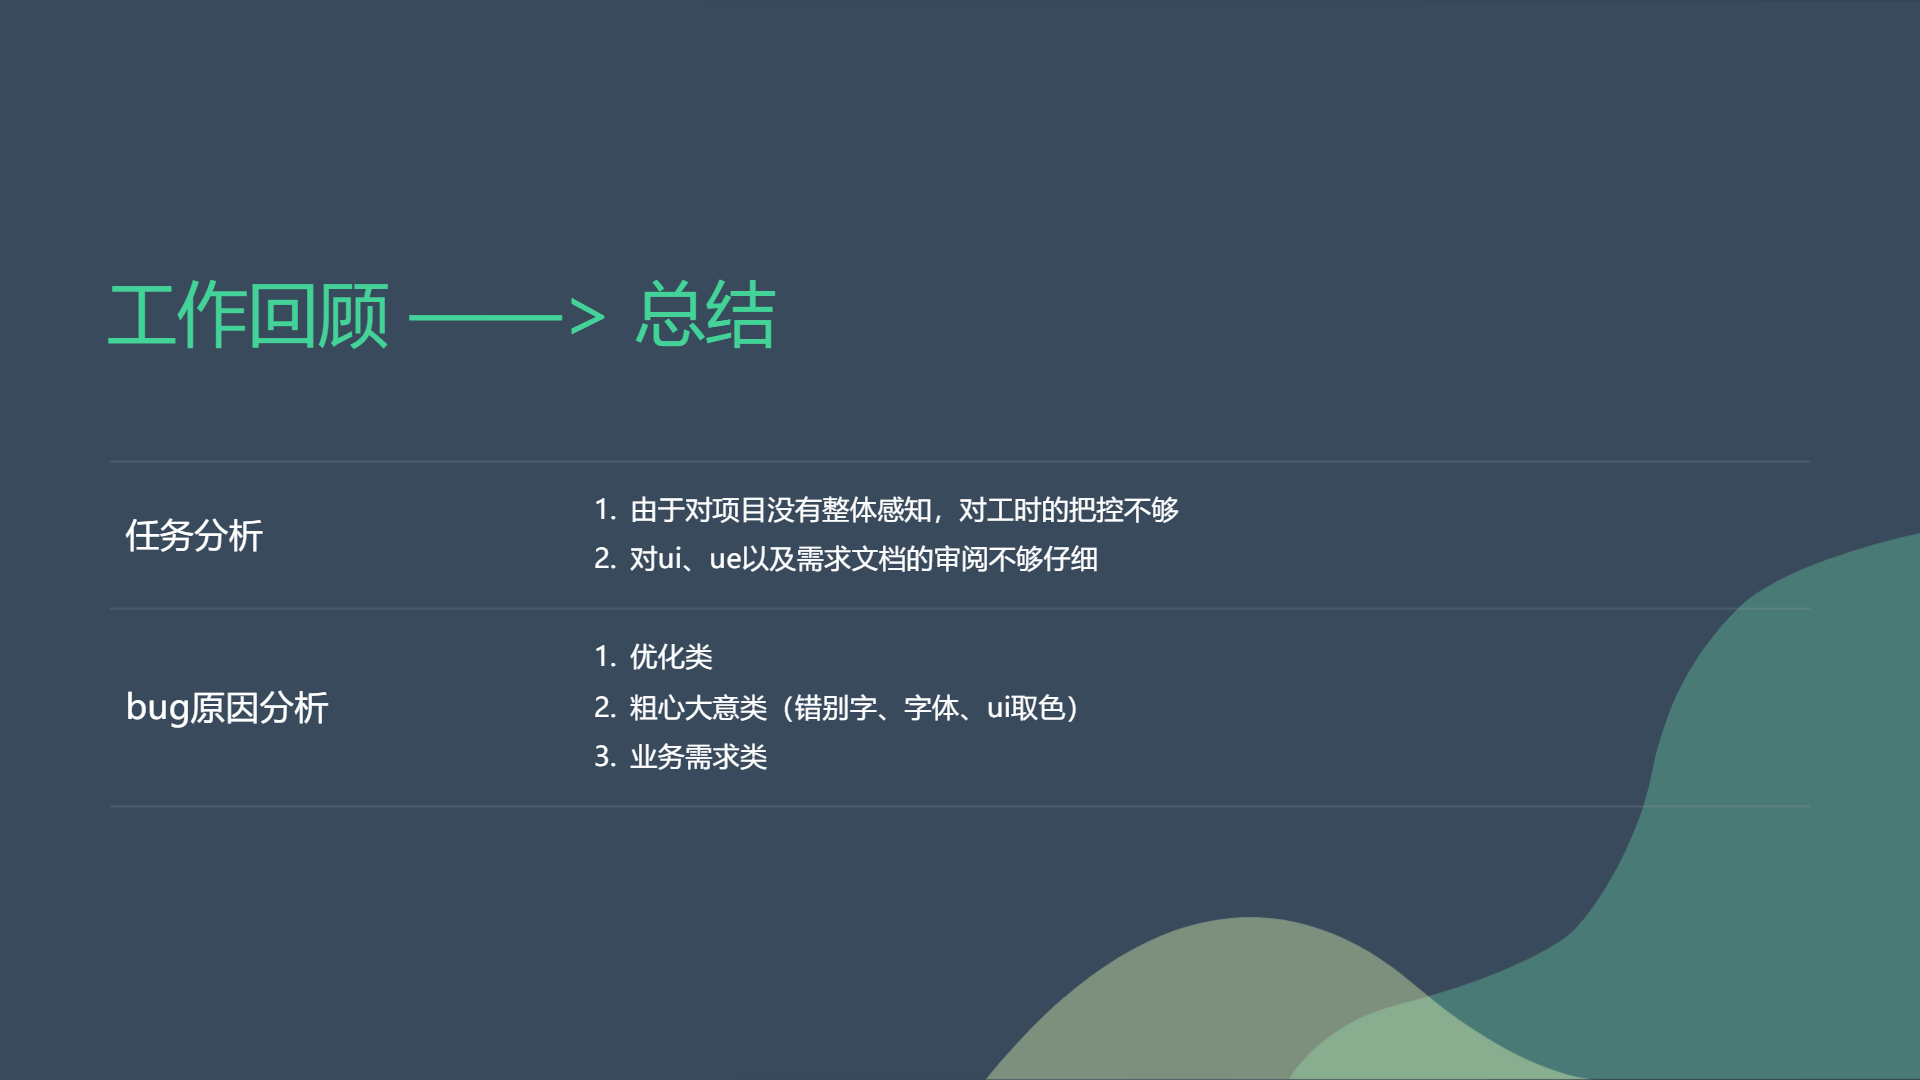 工作回顾 ———> 总结
任务分析
1. 由于对项目没有整体感知，对工时的把控不够
2. 对ui、ue以及需求文档的审阅不够仔细
bug原因分析
1. 优化类
2. 粗心大意类（错别字、字体、ui取色）
3. 业务需求类